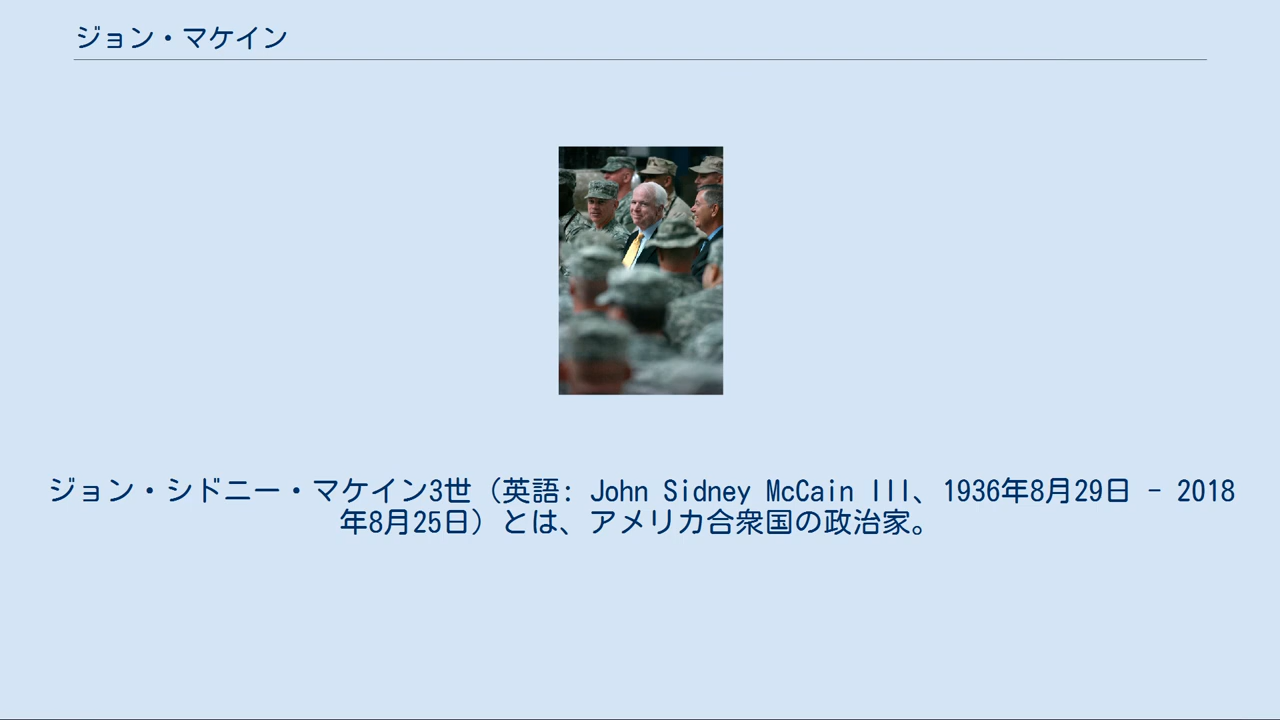 ジョン・マケイン
ジョン・シドニー・マケイン3世（英語: John Sidney McCain III、1936年8月29日 - 2018
年8月25日）とは、アメリカ合衆国の政治家。